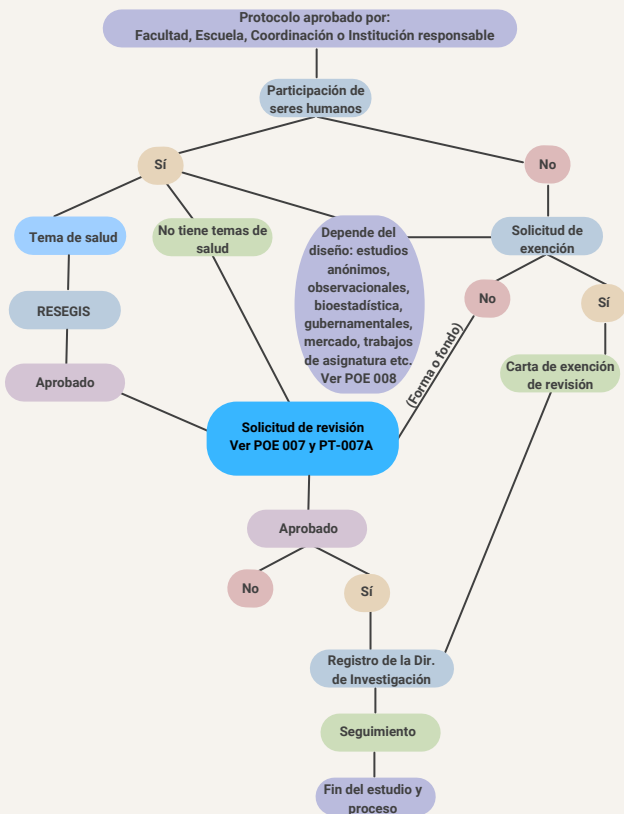 Protocolo aprobado por:
Facultad, Escuela, Coordinación o Institución responsable
Participación de
seres humanos
Sí
No
Tema de salud
No tiene temas de
salud
Depende del
diseño: estudios
anónimos,
observacionales,
bioestadística,
gubernamentales,
mercado, trabajos
de asignatura etc.
Ver POE 008
Solicitud de
exención
RESEGIS
No
Sí
(Forma o fondo)
Aprobado
Carta de exención
de revisión
Solicitud de revisión
Ver POE 007 y PT-007A
Aprobado
No
Sí
Registro de la Dir.
de Investigación
Seguimiento
Fin del estudio y
proceso